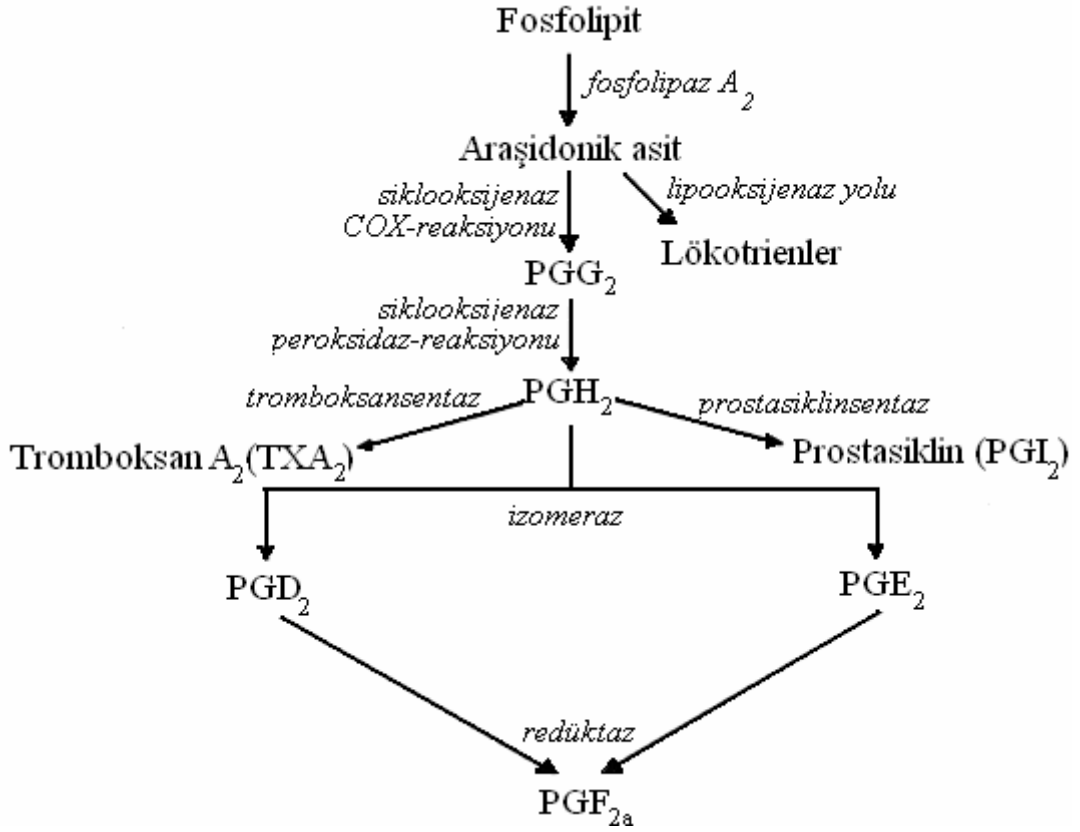 Fosfolipit
fosfolipaz A2
Araşidonik asit
siklooksijenaz
COX-reaksiyonu
lipooksijenaz yolu
Lökotrienler
PGG2
siklooksijenaz
peroksidaz-reaksiyonu
PGH2
tromboksansentaz
prostasiklinsentaz
Tromboksan A2(TXA2)
Prostasiklin (PGI2)
izomeraz
PGD2
PGE2
redüktaz
PGF2a